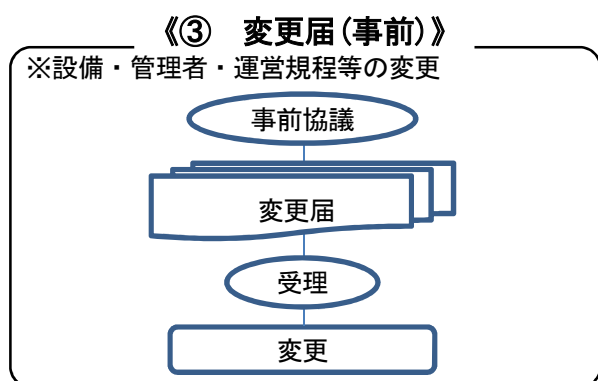 《③　変更届(事前)》
※設備・管理者・運営規程等の変更
事前協議
変更届
受理
変更